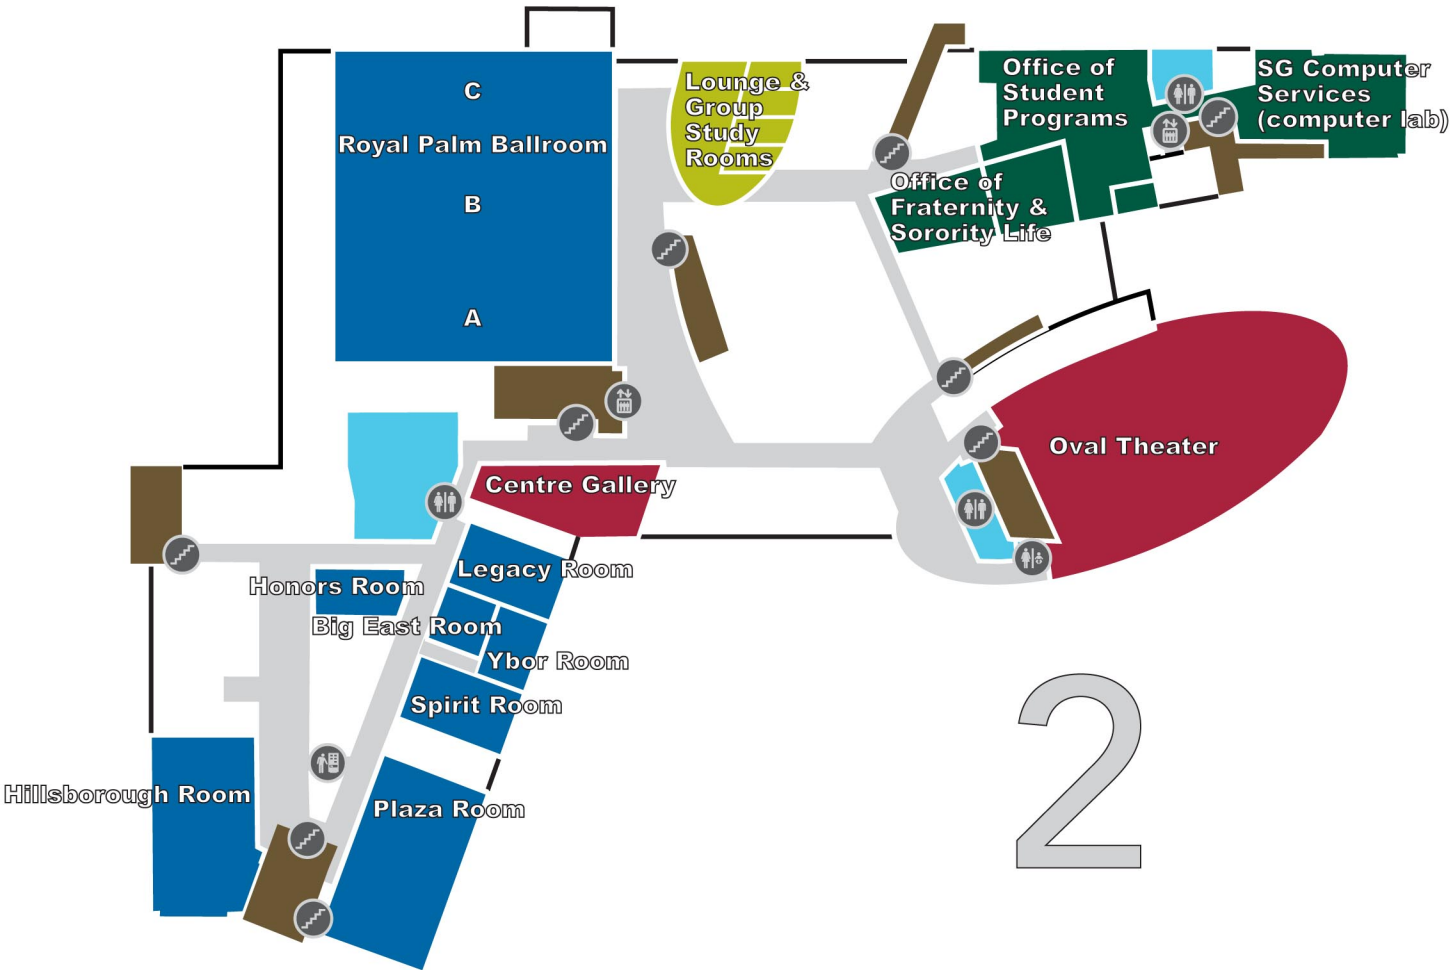 C
Royal Palm Ballroom
B
A
Lounge &
Group
Study
Rooms
Office of
Student
Programs
SG Computer
Services
(computer lab)
Office of
Fraternity &
Sorority Life
Oval Theater
Centre Gallery
Legacy Room
Honors Room
Big East Room
Ybor Room
Spirit Room
Hillsborough Room
Plaza Room
2